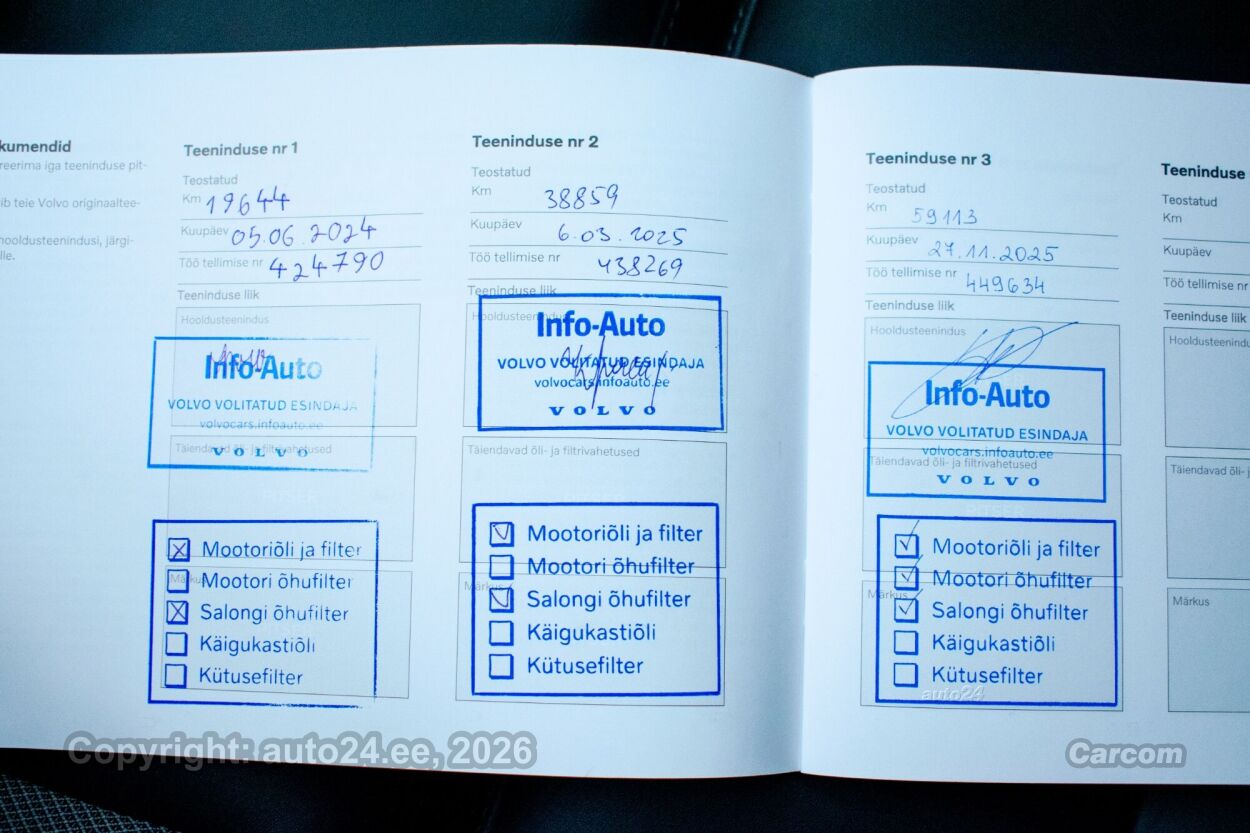 kumendid
reerima iga teeninduse pit-
ib teie Volvo originaaltee-
hooldusteenindusi, järgi-
lle.
Teeninduse nr 1
Teostatud
Km 19644
Kuupäev 05.06.2024
Töö tellimise nr 424790
Teeninduse liik
Hooldusteenindus
Info-Auto
VOLVO VOLITATUD ESINDAJA
volvocars.infoauto.ee
VOLVO
Täiendavad õli- ja filtrivahetused
PITSER
Mootoriõli ja filter
Mootori õhufilter
Märkus
Salongi õhufilter
Käigukastiõli
Kütusefilter
Teeninduse nr 2
Teostatud
Km 38859
Kuupäev 6.03.2025
Töö tellimise nr 438269
Teeninduse liik
Hooldusteenindus
Info-Auto
VOLVO VOLITATUD ESINDAJA
volvocars.infoauto.ee
VOLVO
Täiendavad õli- ja filtrivahetused
Mootoriõli ja filter
Mootori õhufilter
Märkus
Salongi õhufilter
Käigukastiõli
Kütusefilter
Teeninduse nr 3
Teostatud
Km 59113
Kuupäev 27.11.2025
Töö tellimise nr 449634
Teeninduse liik
Hooldusteenindus
Info-Auto
VOLVO VOLITATUD ESINDAJA
volvocars.infoauto.ee
Täiendavad õli- ja filtrivahetused
VOLVO
PITSER
Mootoriõli ja filter
Mootori õhufilter
Märkus
Salongi õhufilter
Käigukastiõli
Kütusefilter
auto24
Teeninduse
Teostatud
Km
Kuupäev
Töö tellimise nr
Teeninduse liik
Hooldusteenindu
Täiendavad õli- ja
Märkus
Copyright: auto24.ee, 2026
Carcom